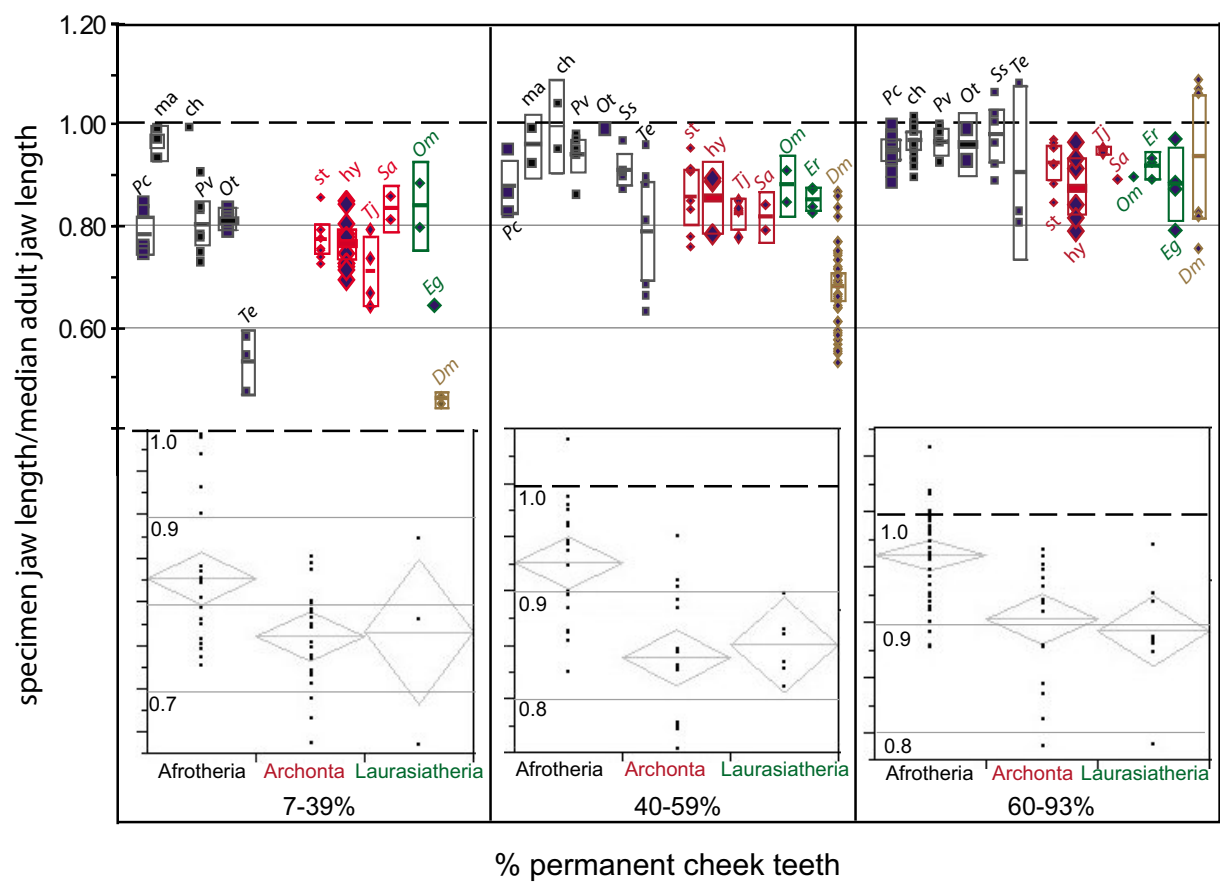 specimen jaw length/median adult jaw length
1.20
1.00
0.80
0.60
Pc
ma
ch
Pv
Ot
Te
st
hy
Tj
Sa
Om
Eg
Dm
Pc
ma
ch
Pv
Ot
Ss
Te
st
hy
Tj
Sa
Om
Er
Dm
Pc
ch
Pv
Ot
Ss
Te
st
hy
Tj
Sa
Om
Er
Eg
Dm
1.0
0.9
0.7
1.0
0.9
0.8
1.0
0.9
0.8
Afrotheria Archonta Laurasiatheria
Afrotheria Archonta Laurasiatheria
Afrotheria Archonta Laurasiatheria
7-39% 40-59% 60-93%
% permanent cheek teeth